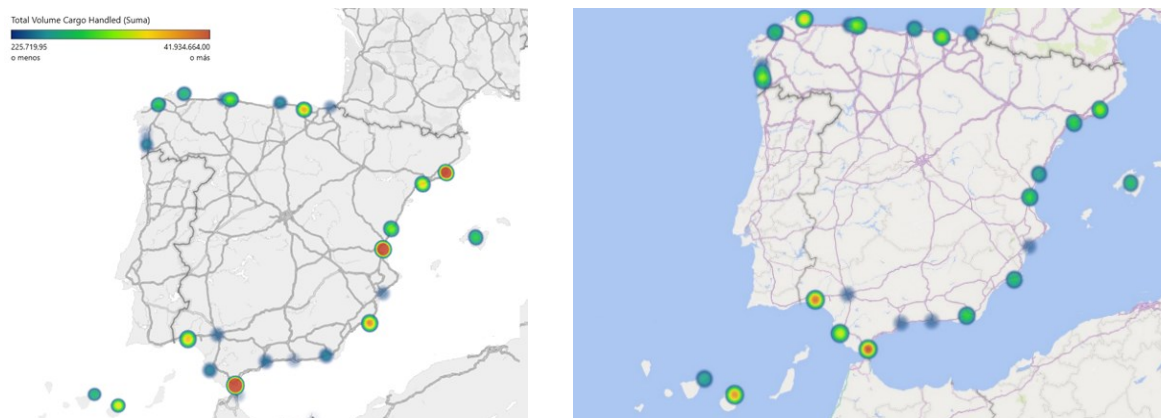 Total Volume Cargo Handled (Suma)
225.719,95 41.934.664,00
o menos o más